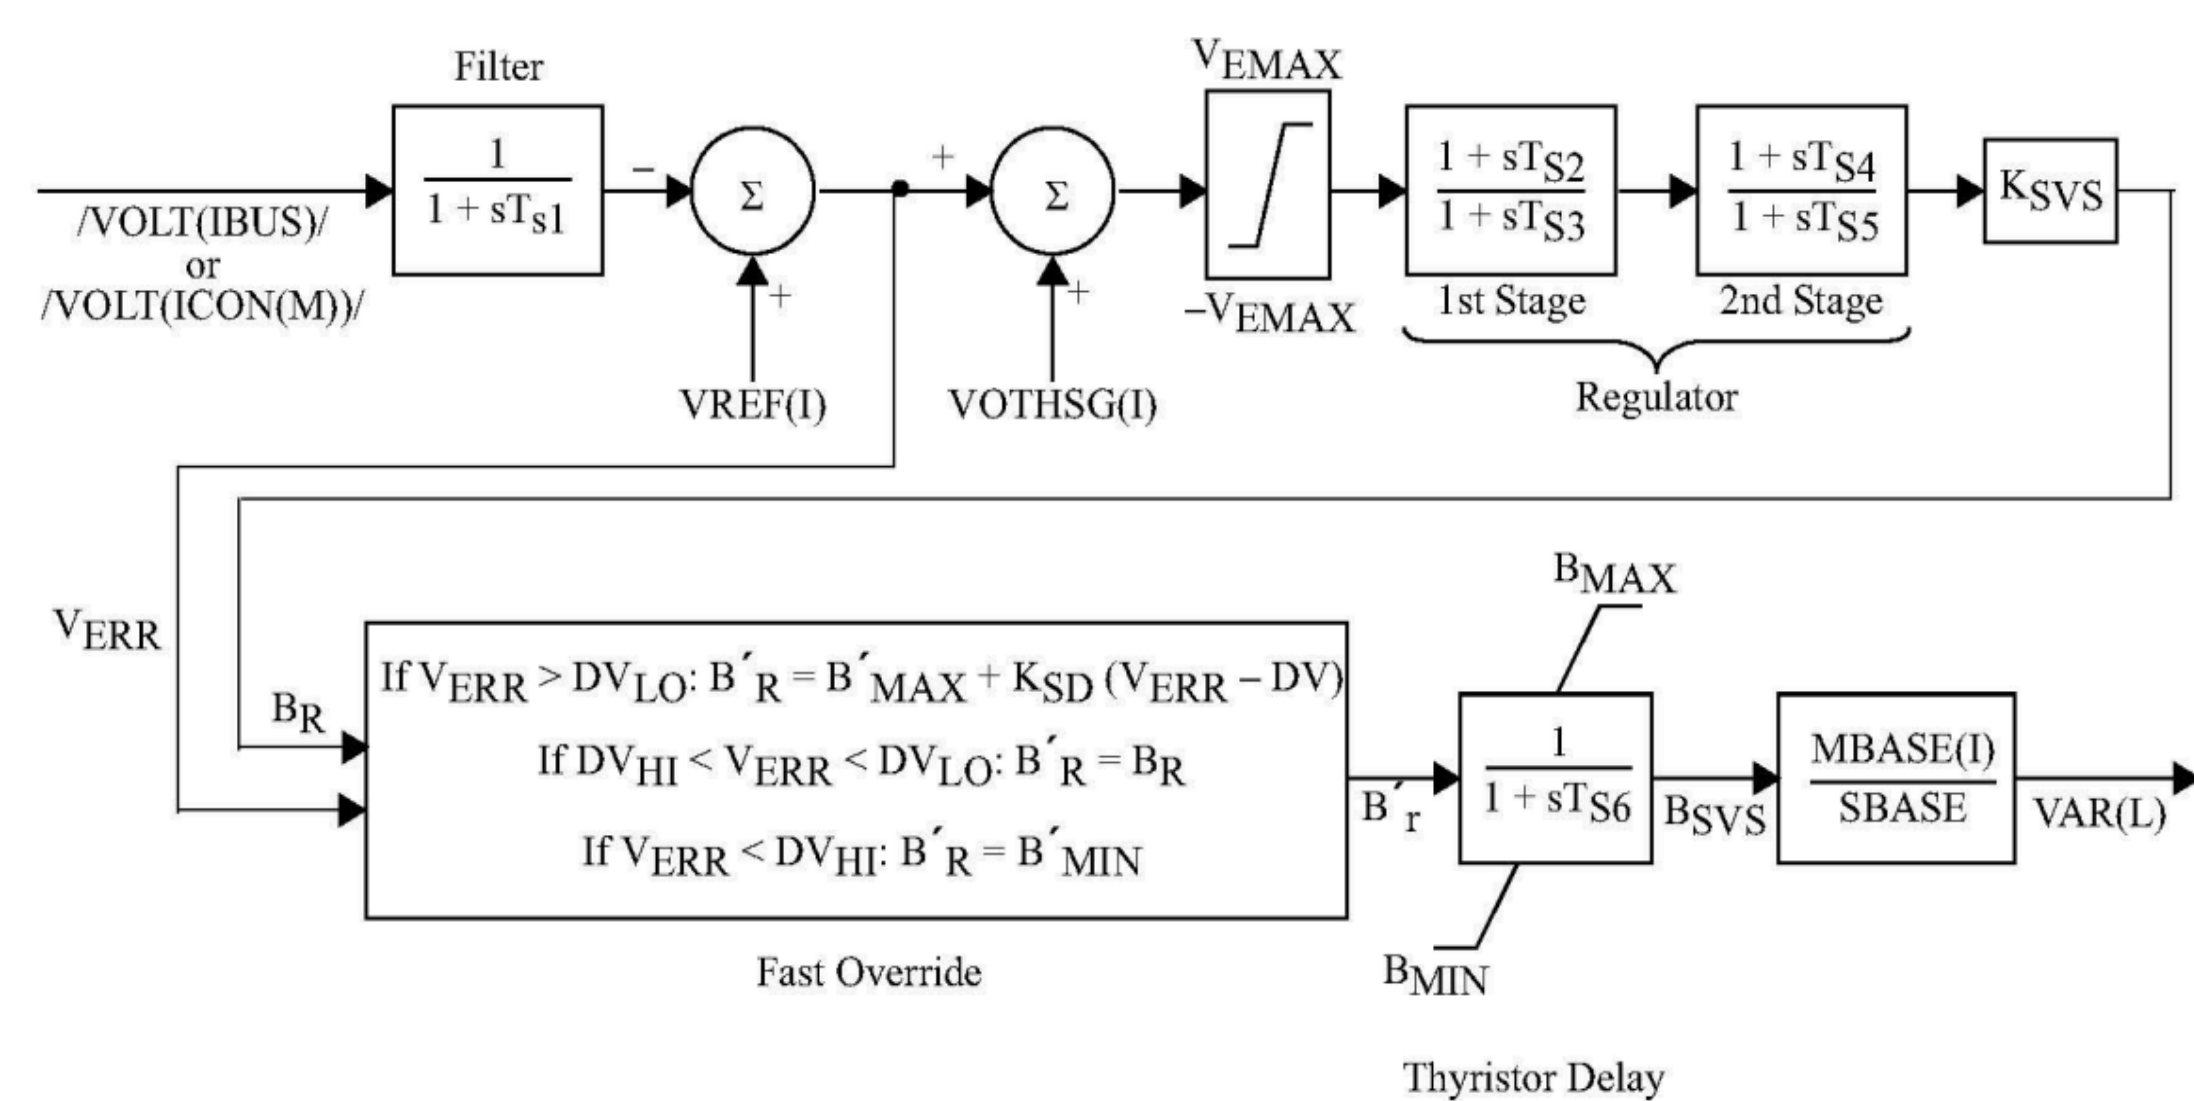 Filter
1
1 + sTs1
/VOLT(IBUS)/
or
/VOLT(ICON(M))/
−
Σ
+
VREF(I)
+
Σ
+
VOTHSG(I)
VEMAX
−VEMAX
1 + sTS2
1 + sTS3
1st Stage
1 + sTS4
1 + sTS5
2nd Stage
Regulator
KSVS
VERR
BR
If VERR > DVLO: B´R = B´MAX + KSD (VERR − DV)
If DVHI < VERR < DVLO: B´R = BR
If VERR < DVHI: B´R = B´MIN
Fast Override
B´r
BMAX
1
1 + sTS6
BMIN
Thyristor Delay
BSVS
MBASE(I)
SBASE
VAR(L)